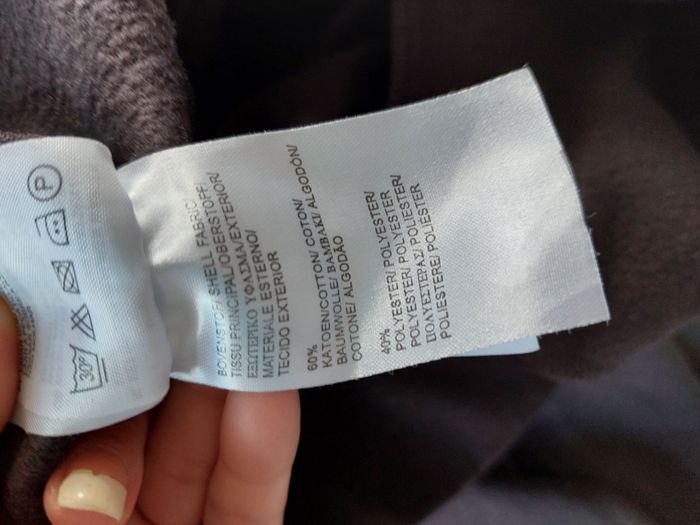 BOVENSTOF/ SHELL FABRIC/
TISSU PRINCIPAL/OBERSTOFF/
ΕΞΩΤΕΡΙΚΟ ΥΦΑΣΜΑ/EXTERIOR/
MATERIALE ESTERNO/
TECIDO EXTERIOR
60%
KATOEN/COTTON/ COTON/
BAUMWOLLE/ ΒΑΜΒΑΚΙ/ ALGODÓN/
COTONE/ ALGODÃO
40%
POLYESTER/ POLYESTER/
POLYESTER/ POLYESTER/
ΠΟΛΥΕΣΤΕΡΑΣ/ POLIÉSTER/
POLIESTERE/ POLIÉSTER
30°
P